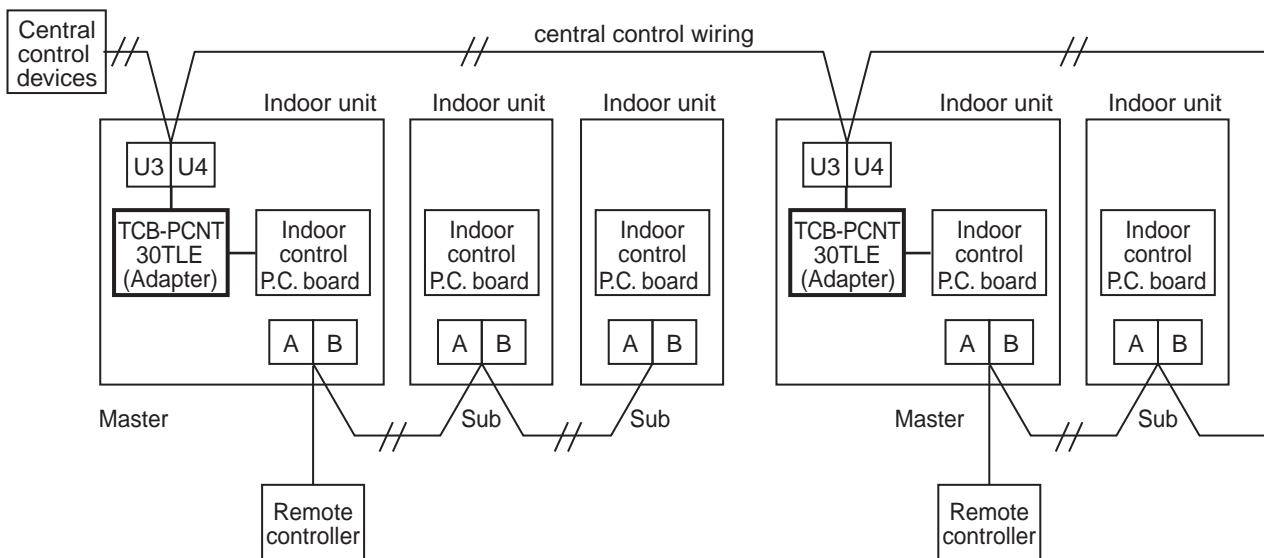 Central
control
devices
central control wiring
Indoor unit
Indoor unit
Indoor unit
Indoor unit
Indoor unit
U3 U4
U3 U4
TCB-PCNT
30TLE
(Adapter)
Indoor
control
P.C. board
Indoor
control
P.C. board
Indoor
control
P.C. board
TCB-PCNT
30TLE
(Adapter)
Indoor
control
P.C. board
Indoor
control
P.C. board
A B
A B
A B
A B
A B
Master
Sub
Sub
Master
Sub
Remote
controller
Remote
controller